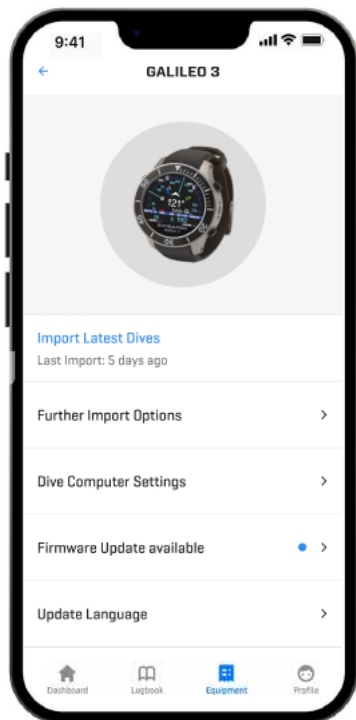 9:41
GALILEO 3
121°
Import Latest Dives
Last Import: 5 days ago
Further Import Options
Dive Computer Settings
Firmware Update available
Update Language
Dashboard
Logbook
Equipment
Profile